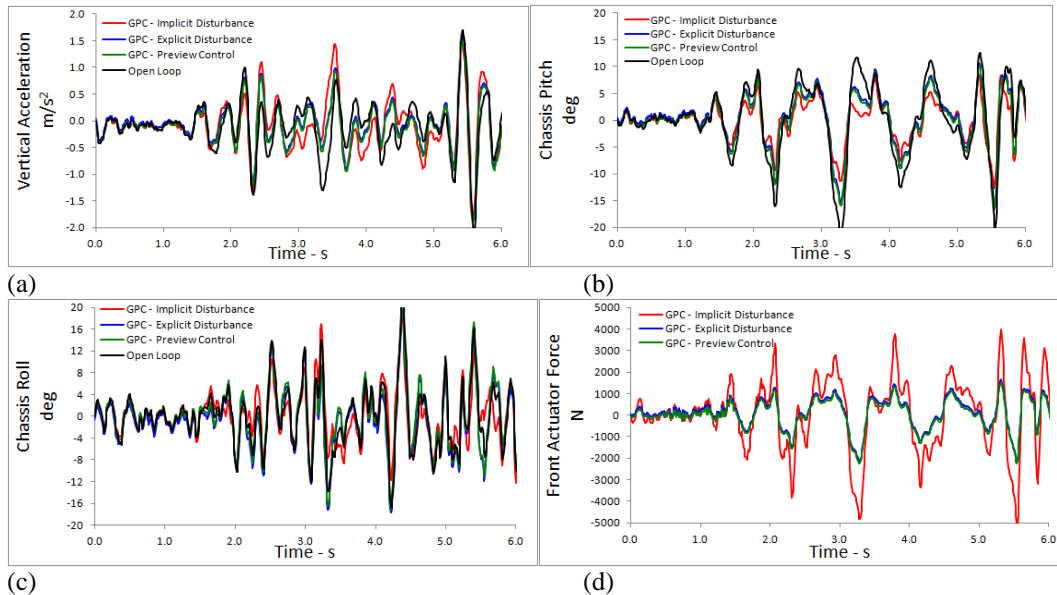 GPC - Implicit Disturbance
GPC - Explicit Disturbance
GPC - Preview Control
Open Loop
Vertical Acceleration
m/s²
2.0
1.5
1.0
0.5
0.0
0.5
1.0
1.5
2.0
0.0 1.0 2.0 3.0 4.0 5.0 6.0
Time - s
(a)
GPC - Implicit Disturbance
GPC - Explicit Disturbance
GPC - Preview Control
Open Loop
Chassis Pitch
deg
20
15
10
5
0
-5
-10
-15
-20
0.0 1.0 2.0 3.0 4.0 5.0 6.0
Time - s
(b)
GPC - Implicit Disturbance
GPC - Explicit Disturbance
GPC - Preview Control
Open Loop
Chassis Roll
deg
20
16
12
8
4
0
-4
-8
-12
-16
-20
0.0 1.0 2.0 3.0 4.0 5.0 6.0
Time - s
(c)
GPC - Implicit Disturbance
GPC - Explicit Disturbance
GPC - Preview Control
Front Actuator Force
N
5000
4000
3000
2000
1000
0
-1000
-2000
-3000
-4000
-5000
0.0 1.0 2.0 3.0 4.0 5.0 6.0
Time - s
(d)